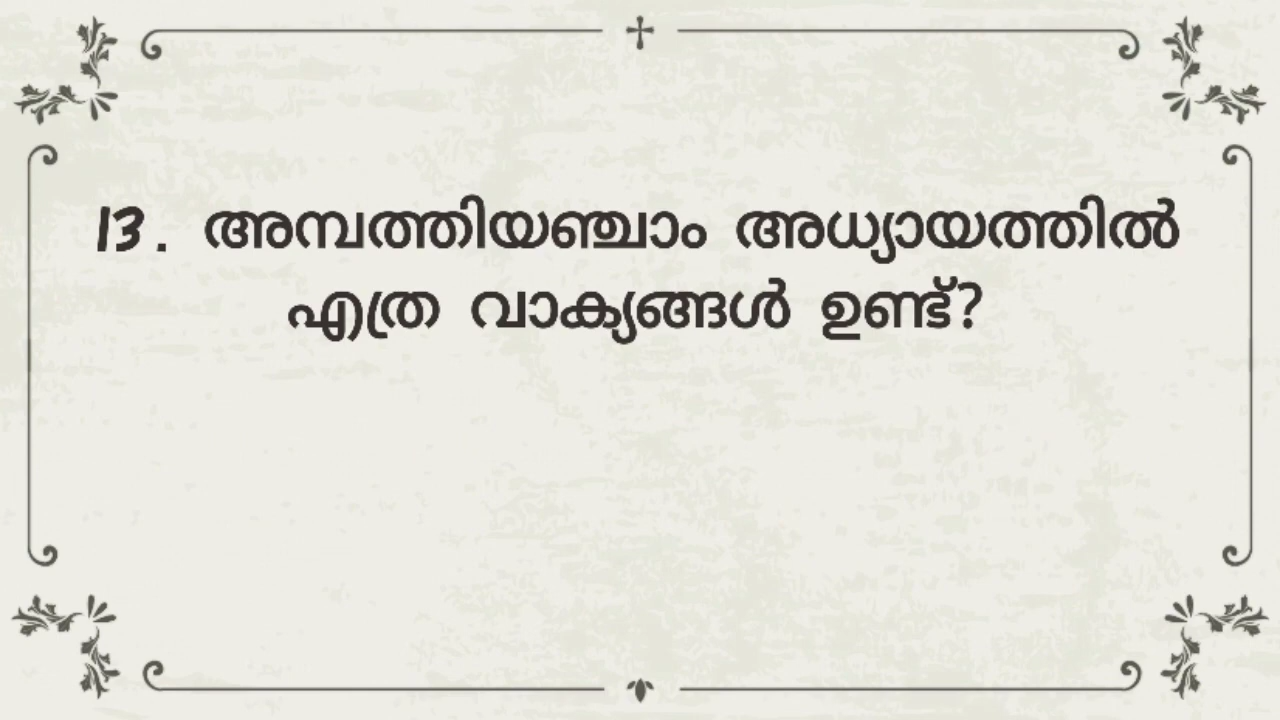 13. അമ്പത്തിയഞ്ചാം അധ്യായത്തിൽ
എത്ര വാക്യങ്ങൾ ഉണ്ട്?